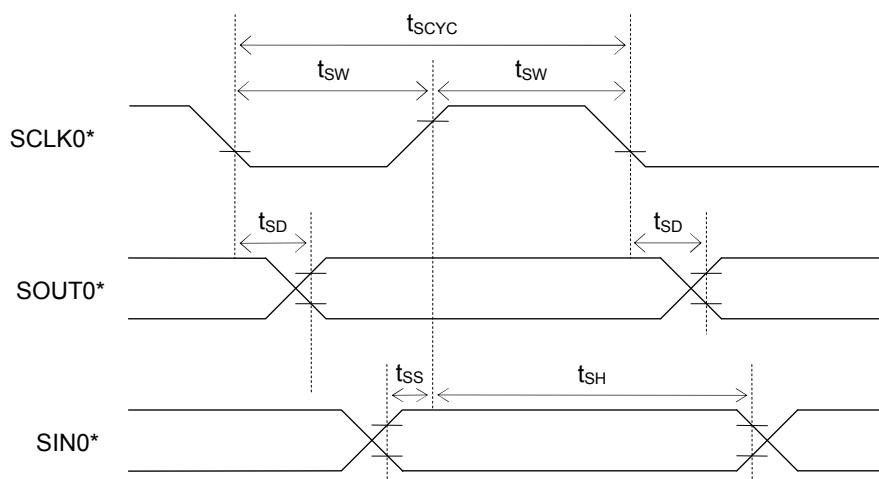 tSCYC
tSW tSW
SCLK0*
tSD tSD
SOUT0*
tSS tSH
SIN0*